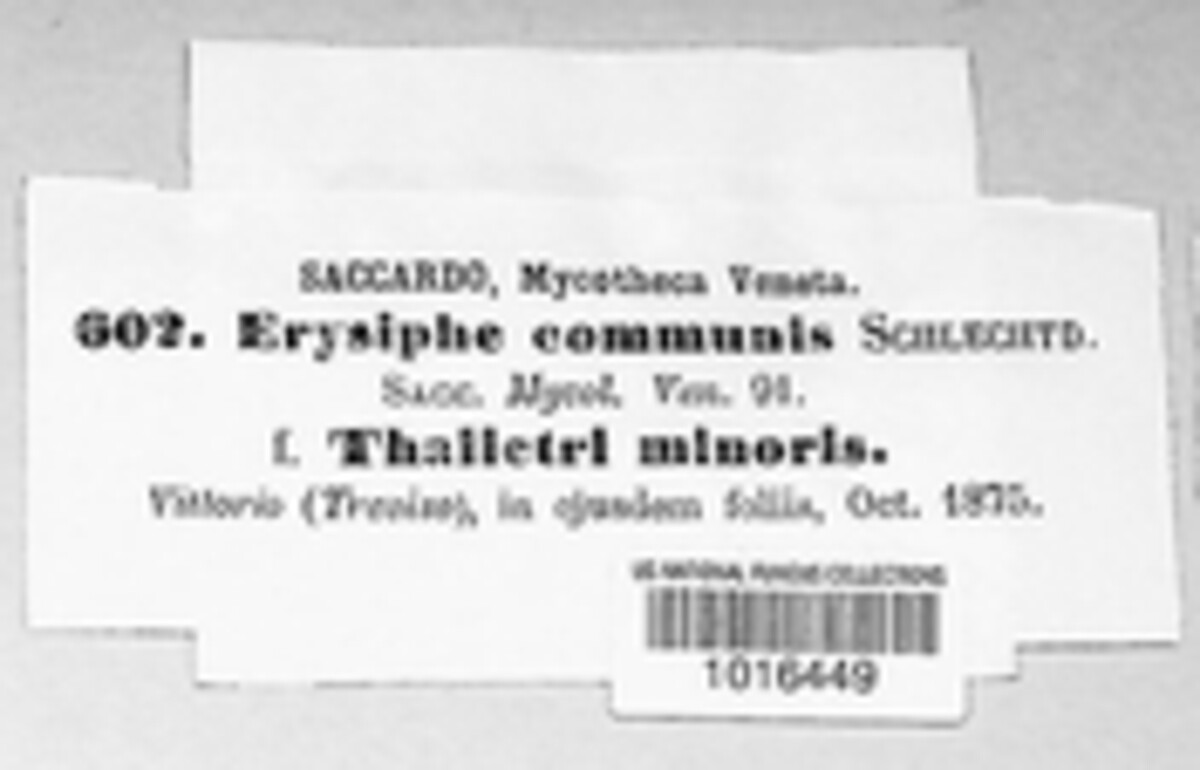 SACCARDO, Mycotheca Veneta.
602. Erysiphe communis SCHLECHTD.
SACC. Mycol. Ven. 91.
f. Thalictri minoris.
Vittorio (Treviso), in ejusdem foliis, Oct. 1875.
US NATIONAL FUNGUS COLLECTIONS
1016449